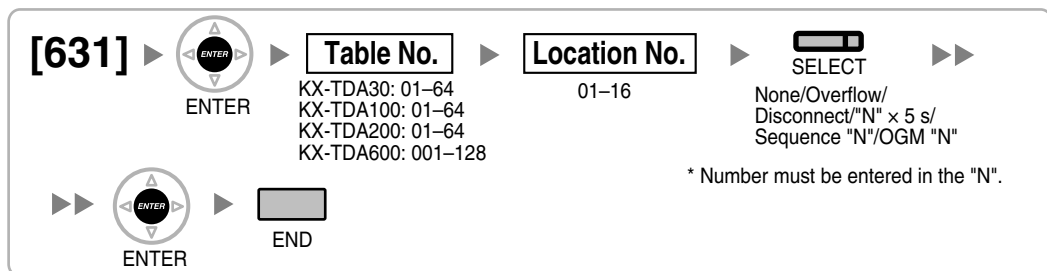 [631]
ENTER
ENTER
Table No.
KX-TDA30: 01–64
KX-TDA100: 01–64
KX-TDA200: 01–64
KX-TDA600: 001–128
Location No.
01–16
SELECT
None/Overflow/
Disconnect/"N" × 5 s/
Sequence "N"/OGM "N"
* Number must be entered in the "N".
ENTER
ENTER
END